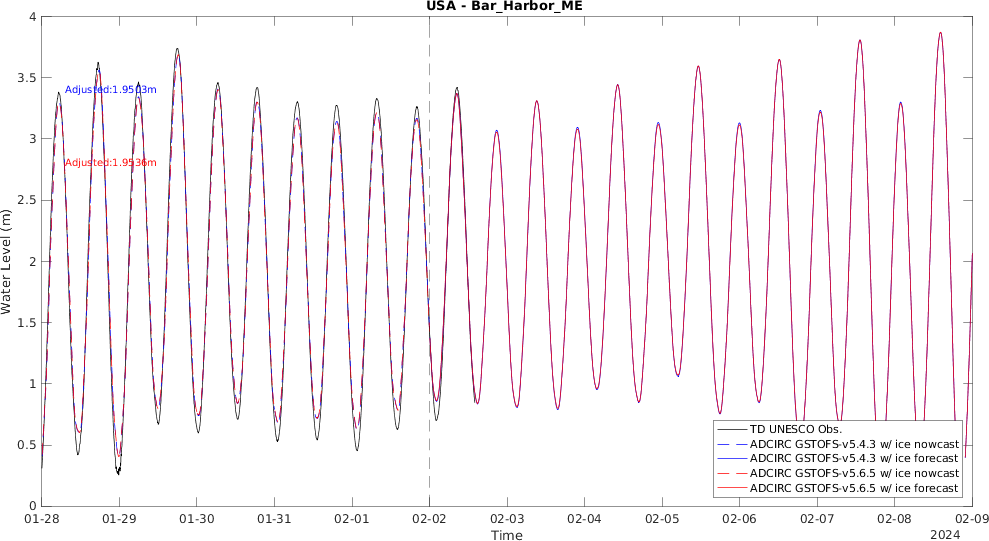 USA - Bar_Harbor_ME
4
3.5
3
2.5
2
1.5
1
0.5
0
Water Level (m)
Adjusted:1.9503m
Adjusted:1.9536m
TD UNESCO Obs.
ADCIRC GSTOFS-v5.4.3 w/ ice nowcast
ADCIRC GSTOFS-v5.4.3 w/ ice forecast
ADCIRC GSTOFS-v5.6.5 w/ ice nowcast
ADCIRC GSTOFS-v5.6.5 w/ ice forecast
01-28 01-29 01-30 01-31 02-01 02-02 02-03 02-04 02-05 02-06 02-07 02-08 02-09
Time
2024